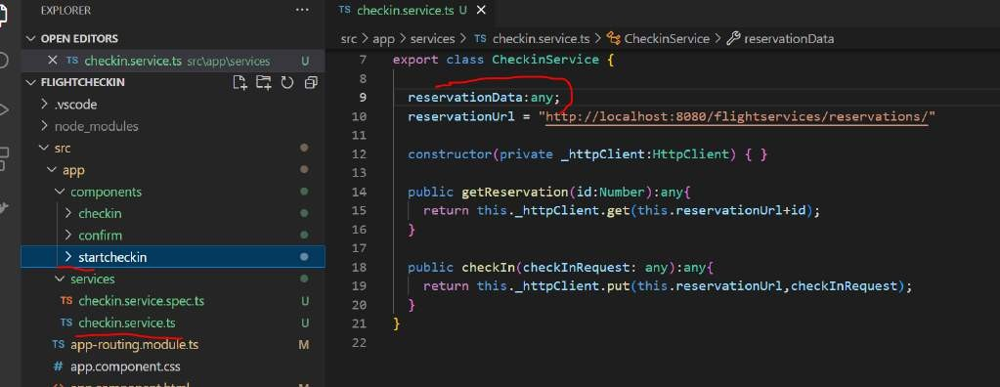 EXPLORER
...
OPEN EDITORS
TS checkin.service.ts src\app\services U
FLIGHTCHECKIN
.vscode
node_modules
src
app
components
checkin
confirm
startcheckin
services
TS checkin.service.spec.ts U
TS checkin.service.ts U
TS app-routing.module.ts M
# app.component.css
TS checkin.service.ts U
src > app > services > TS checkin.service.ts > CheckinService > reservationData
7 export class CheckinService {
8
9 reservationData:any;
10 reservationUrl = "http://localhost:8080/flightservices/reservations/"
11
12 constructor(private _httpClient:HttpClient) { }
13
14 public getReservation(id:Number):any{
15 return this._httpClient.get(this.reservationUrl+id);
16 }
17
18 public checkIn(checkInRequest: any):any{
19 return this._httpClient.put(this.reservationUrl,checkInRequest);
20 }
21 }
22